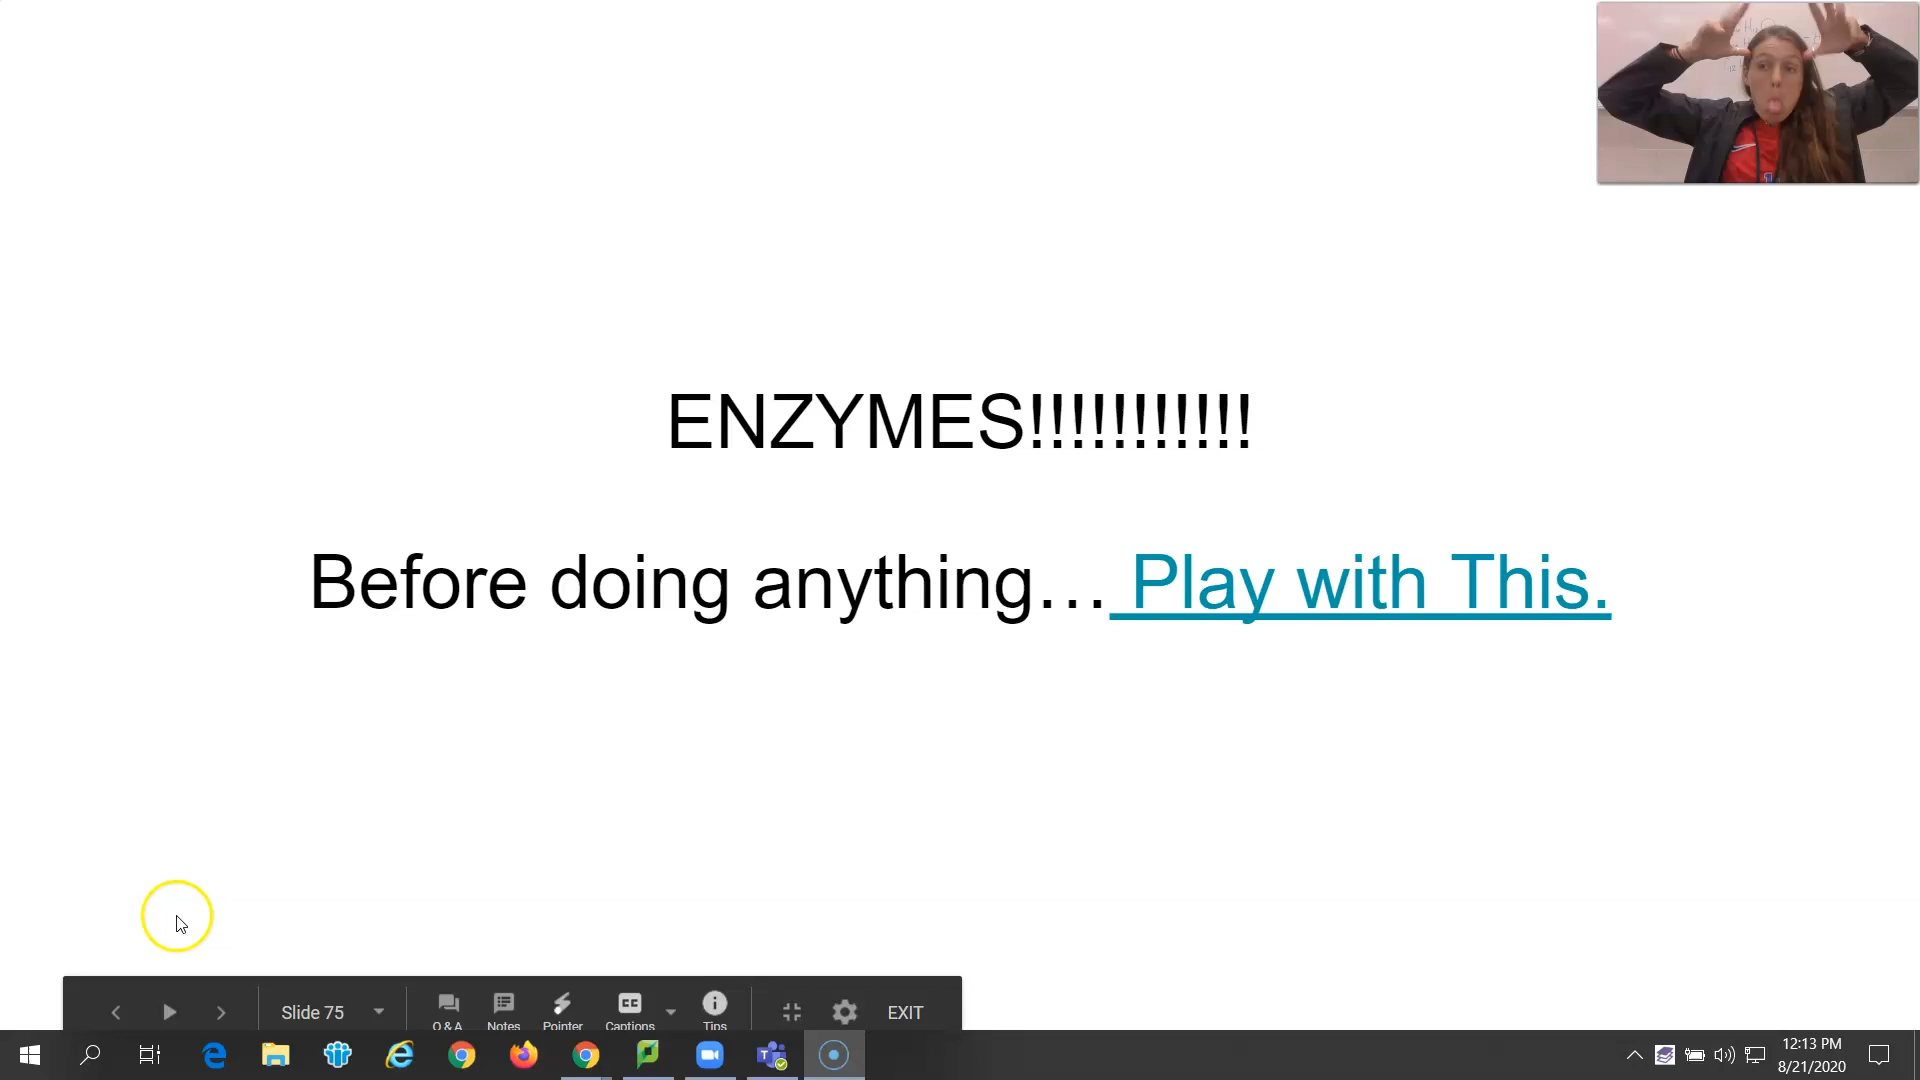 ENZYMES!!!!!!!!!!!
Before doing anything… Play with This.
Slide 75
Q & A
Notes
Pointer
Captions
Tips
EXIT
12:13 PM
8/21/2020